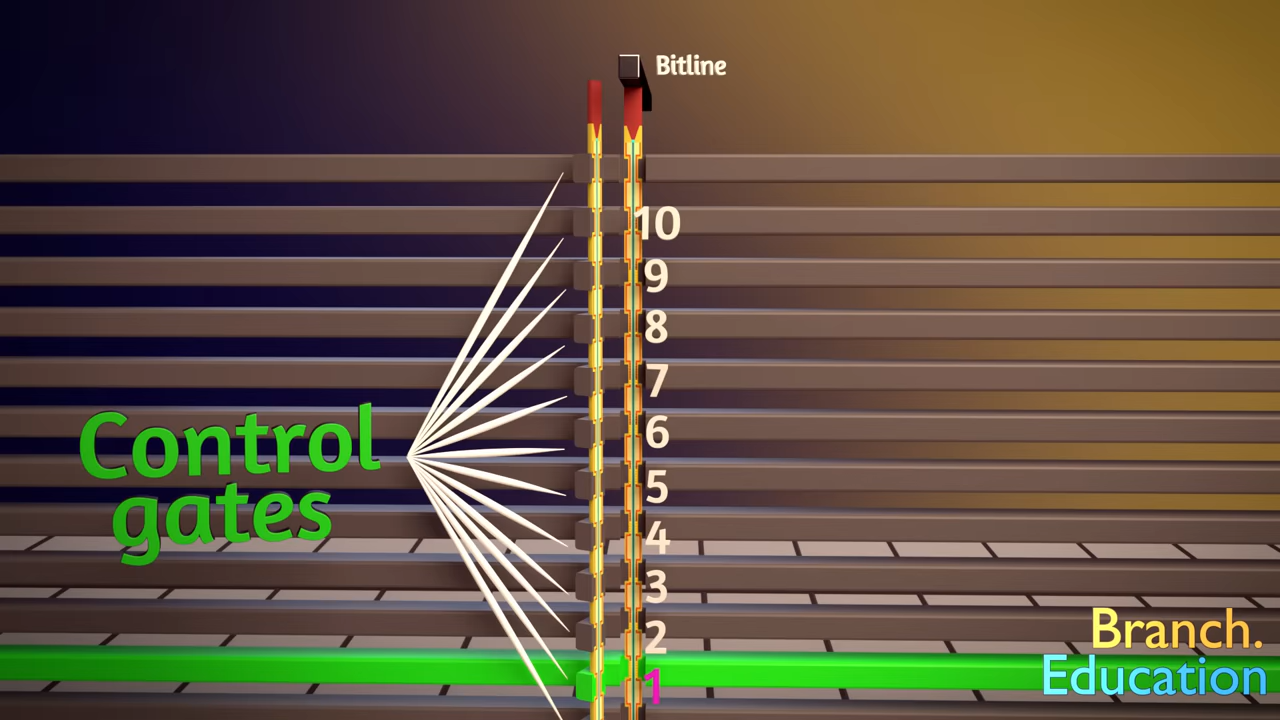 Bitline
10
9
8
7
6
5
4
3
2
1
Control
gates
Branch.
Education